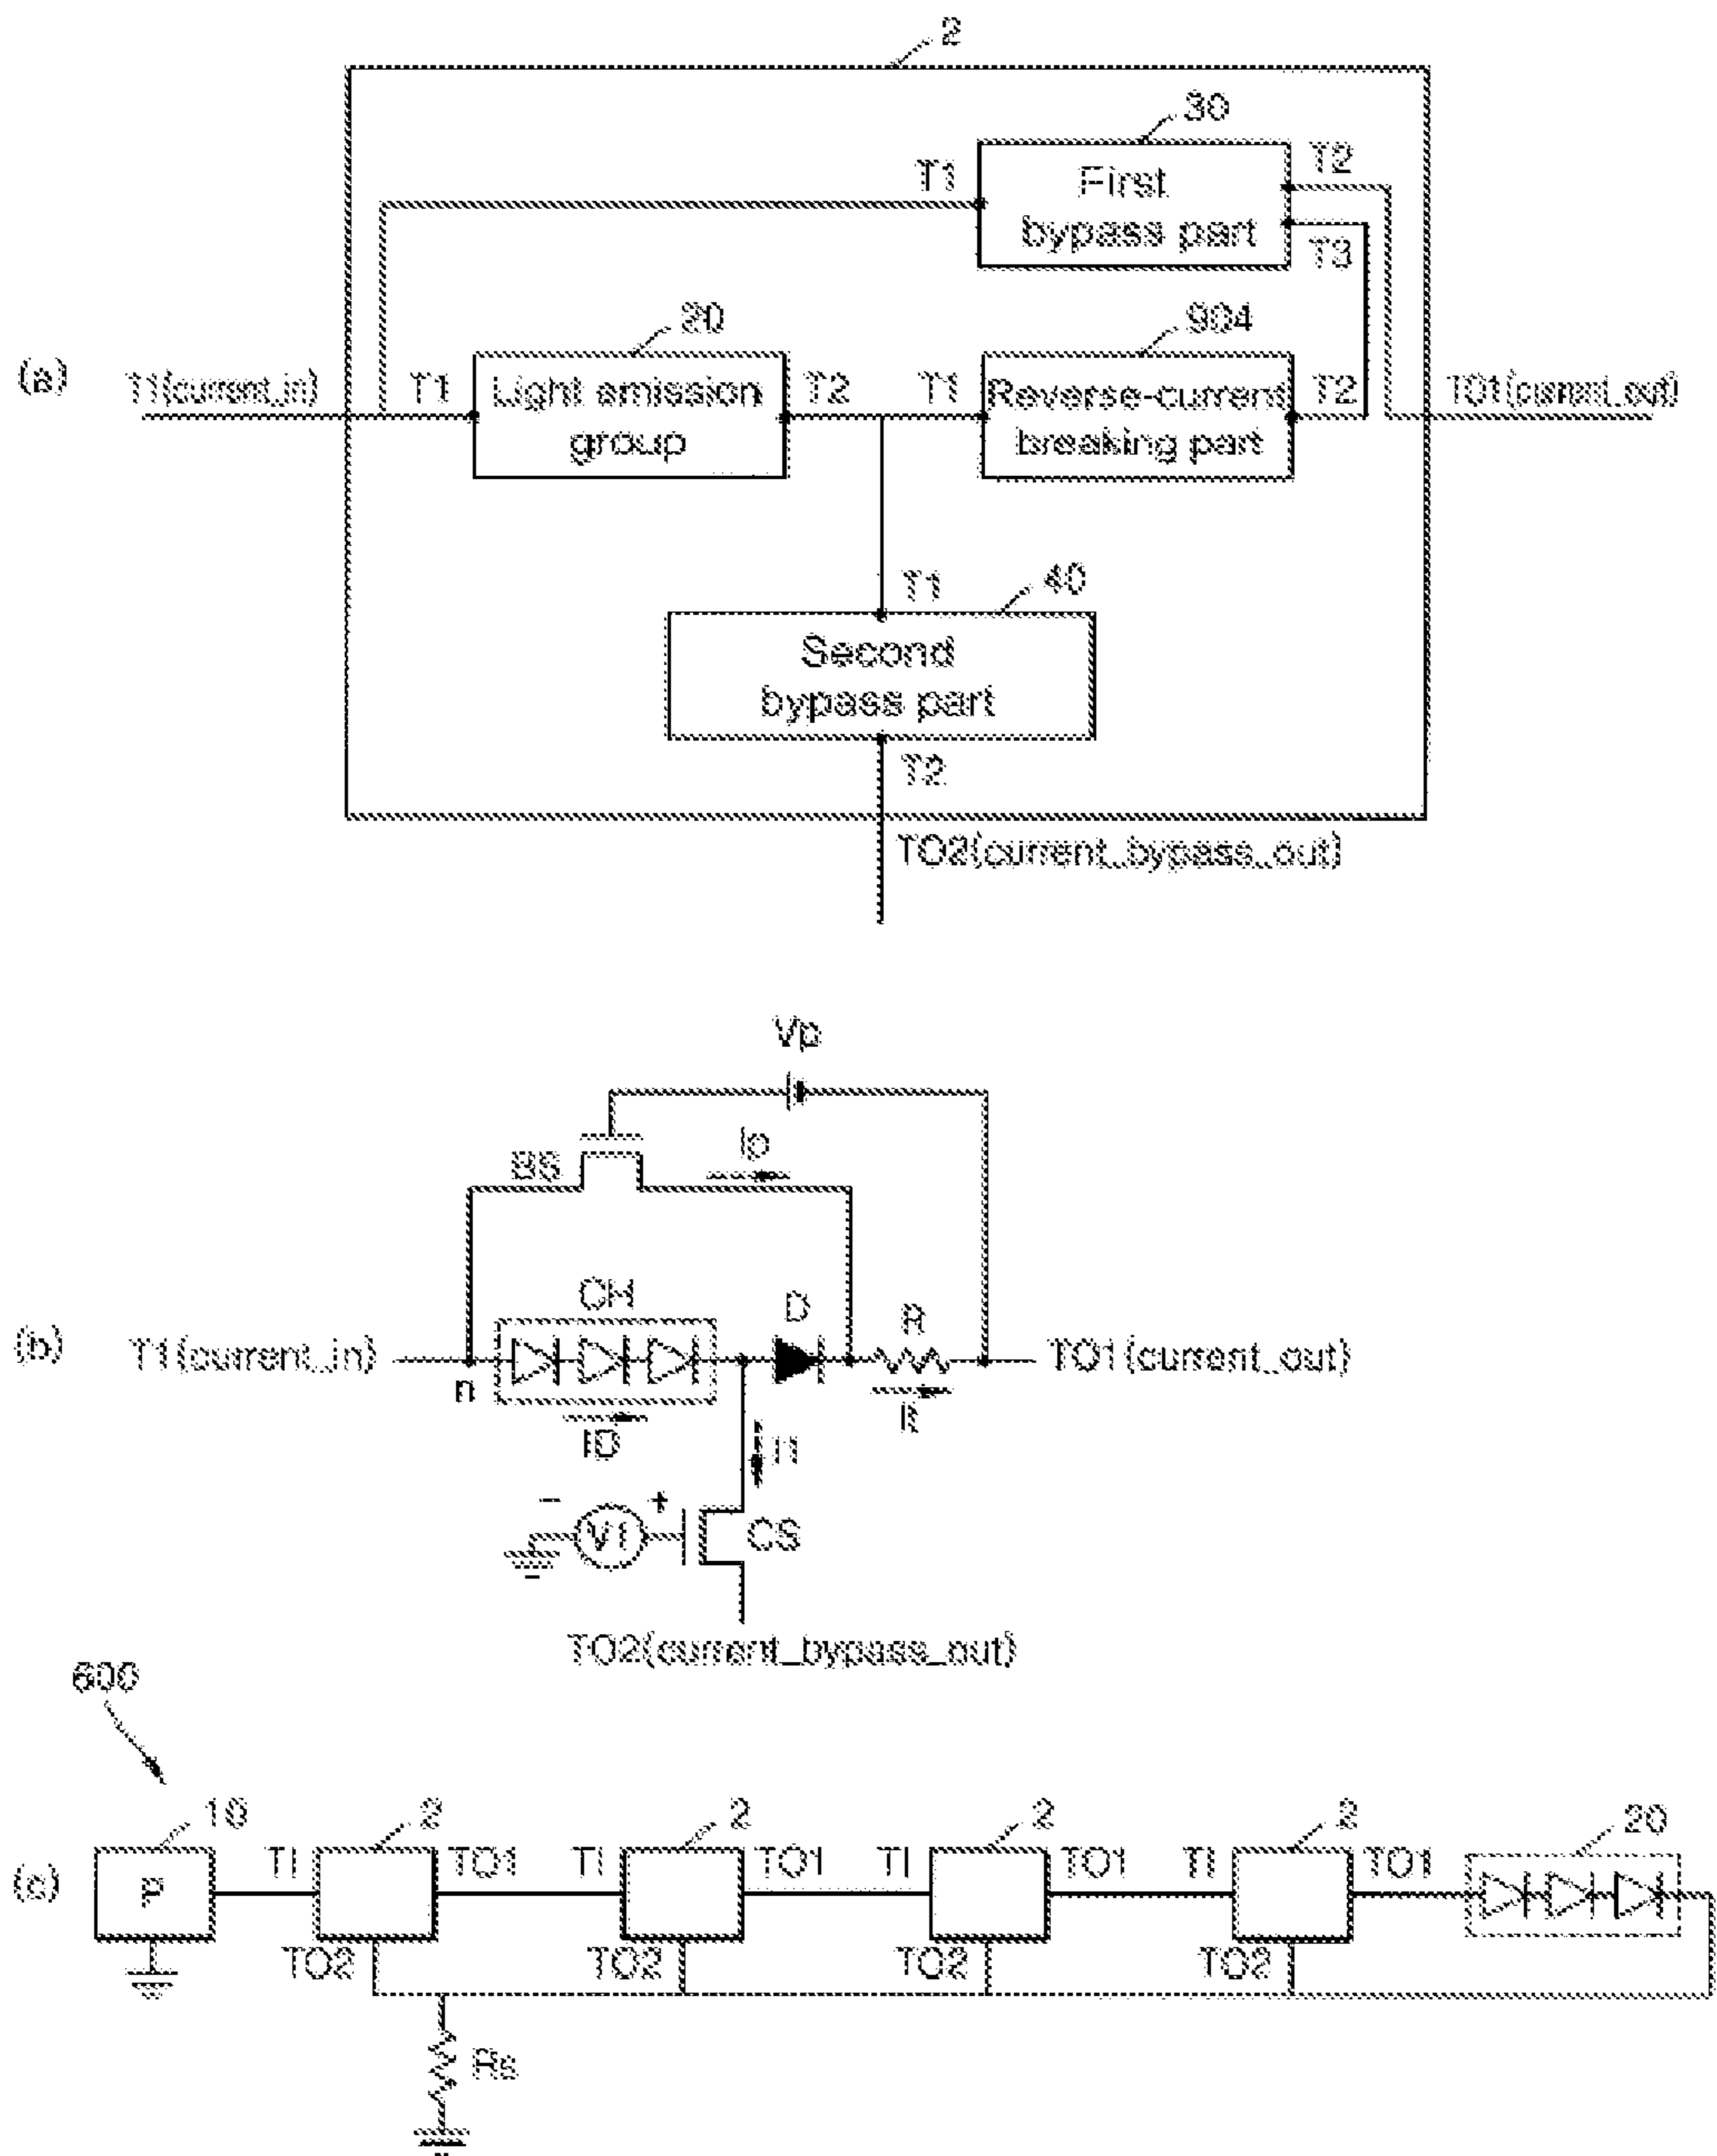 2
30
T1
First
bypass part
T2
T3
20
904
(a)
T1(current_in)
T1
Light emission
group
T2
T1
Reverse-current
breaking part
T2
TO1(current_out)
T1
40
Second
bypass part
T2
TO2(current_bypass_out)
Vp
BS
Ip
CH
D
R
(b)
T1(current_in)
n
ID
It
TO1(current_out)
I1
- +
V1
CS
TO2(current_bypass_out)
600
10
2
2
2
2
20
(c)
P
TI
TO1
TI
TO1
TI
TO1
TI
TO1
TO2
TO2
TO2
TO2
Rs